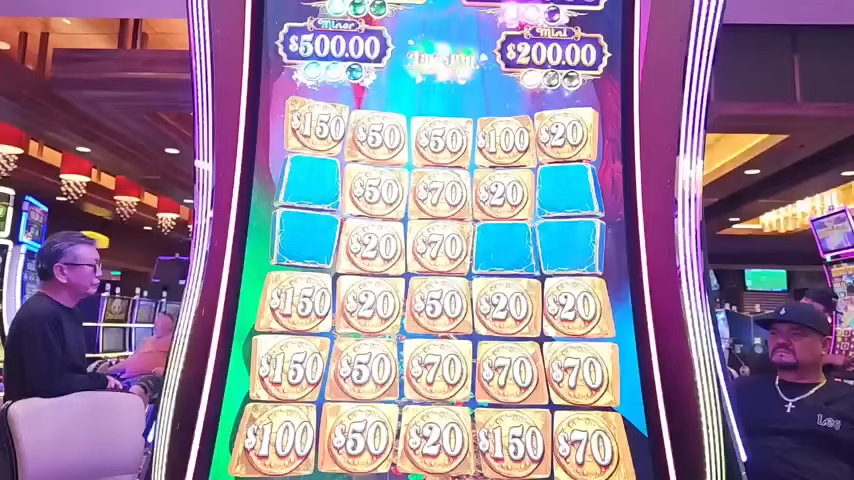 Minor
Mini
$500.00
$200.00
$150 $50 $50 $100 $20
$50 $70 $20
$20 $70
$150 $20 $50 $20 $20
$150 $50 $70 $70 $70
$100 $50 $20 $150 $70